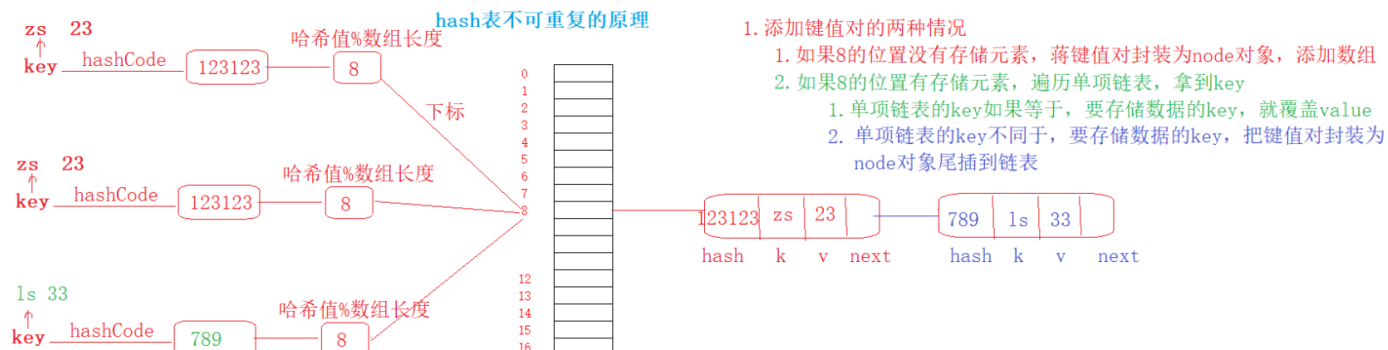 hash表不可重复的原理
zs 23
key hashCode 123123 哈希值%数组长度 8
下标
zs 23
key hashCode 123123 哈希值%数组长度 8
ls 33
key hashCode 789 哈希值%数组长度 8
0
1
2
3
4
5
6
7
8
12
13
14
15
16
1.添加键值对的两种情况
1.如果8的位置没有存储元素，蒋键值对封装为node对象，添加数组
2.如果8的位置有存储元素，遍历单项链表，拿到key
1.单项链表的key如果等于，要存储数据的key，就覆盖value
2. 单项链表的key不同于，要存储数据的key，把键值对封装为
node对象尾插到链表
123123 zs 23
hash k v next
789 ls 33
hash k v next